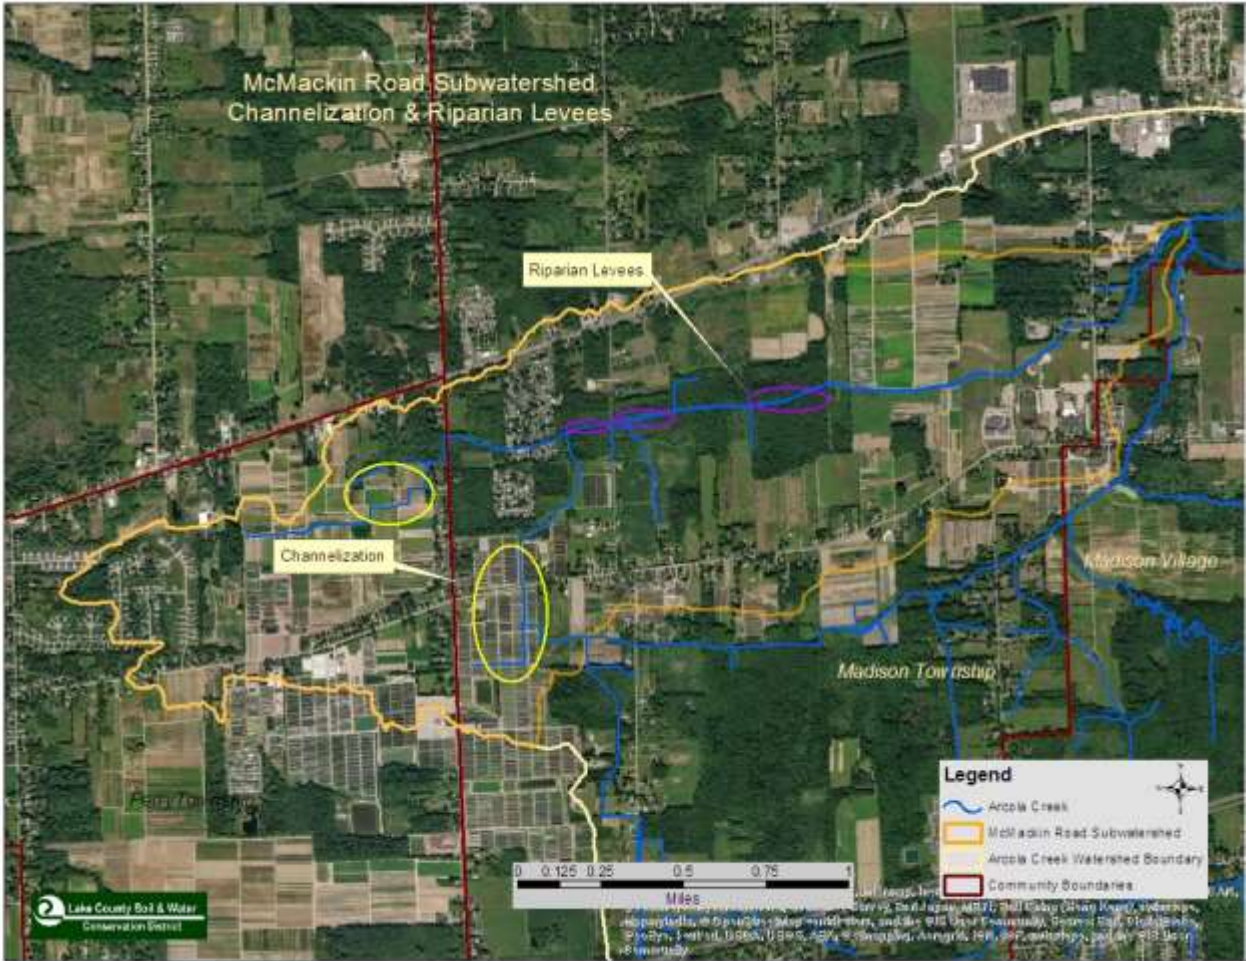 McMackin Road Subwatershed
Channelization & Riparian Levees
Riparian Levees
Channelization
Madison Village
Madison Township
Perry Township
Legend
Arcola Creek
McMackin Road Subwatershed
Arcola Creek Watershed Boundary
Community Boundaries
0 0.125 0.25 0.5 0.75 1
Miles
Lake County Soil & Water
Conservation District